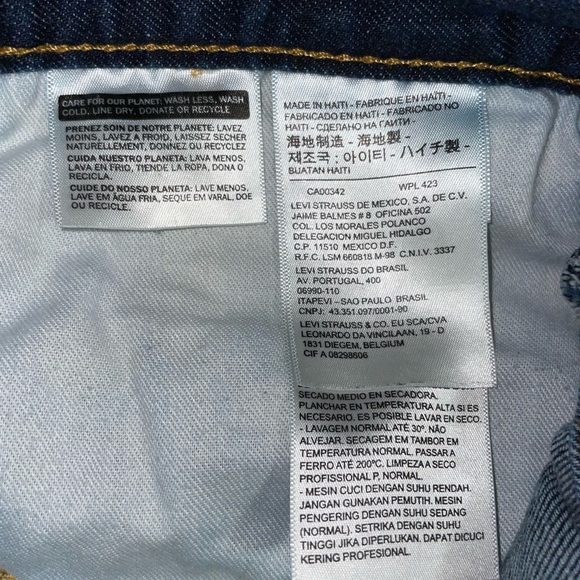 CARE FOR OUR PLANET: WASH LESS, WASH
COLD, LINE DRY, DONATE OR RECYCLE
PRENEZ SOIN DE NOTRE PLANETE: LAVEZ
MOINS, LAVEZ A FROID, LAISSEZ SECHER
NATURELLEMENT, DONNEZ OU RECYCLEZ
CUIDA NUESTRO PLANETA: LAVA MENOS,
LAVA EN FRIO, TIENDE LA ROPA, DONA O
RECICLA.
CUIDE DO NOSSO PLANETA: LAVE MENOS,
LAVE EM ÁGUA FRIA, SEQUE EM VARAL, DOE
OU RECICLE.
MADE IN HAITI - FABRIQUE EN HAÏTI -
FABRICADO EN HAITI - FABRICADO NO
HAITI - СДЕЛАНО НА ГАИТИ -
海地制造 - 海地製 -
제조국 : 아이티 - ハイチ製 -
BUATAN HAITI
CA00342 WPL 423
LEVI STRAUSS DE MEXICO, S.A. DE C.V.
JAIME BALMES # 8 OFICINA 502
COL. LOS MORALES POLANCO
DELEGACION MIGUEL HIDALGO
C.P. 11510 MEXICO D.F.
R.F.C. LSM 660818 M-98 C.N.I.V. 3337
LEVI STRAUSS DO BRASIL
AV. PORTUGAL, 400
06690-110
ITAPEVI - SAO PAULO BRASIL
CNPJ: 43.351.097/0001-90
LEVI STRAUSS & CO. EU SCA/CVA
LEONARDO DA VINCILAAN, 19 - D
1831 DIEGEM, BELGIUM
CIF A 08298606
SECADO MEDIO EN SECADORA.
PLANCHAR EN TEMPERATURA ALTA SI ES
NECESARIO. ES POSIBLE LAVAR EN SECO.
- LAVAGEM NORMAL ATÉ 30º. NÃO
ALVEJAR. SECAGEM EM TAMBOR EM
TEMPERATURA NORMAL. PASSAR A
FERRO ATÉ 200ºC. LIMPEZA A SECO
PROFISSIONAL P, NORMAL.
- MESIN CUCI DENGAN SUHU RENDAH.
JANGAN GUNAKAN PEMUTIH. MESIN
PENGERING DENGAN SUHU SEDANG
(NORMAL). SETRIKA DENGAN SUHU
TINGGI JIKA DIPERLUKAN. DAPAT DICUCI
KERING PROFESIONAL.